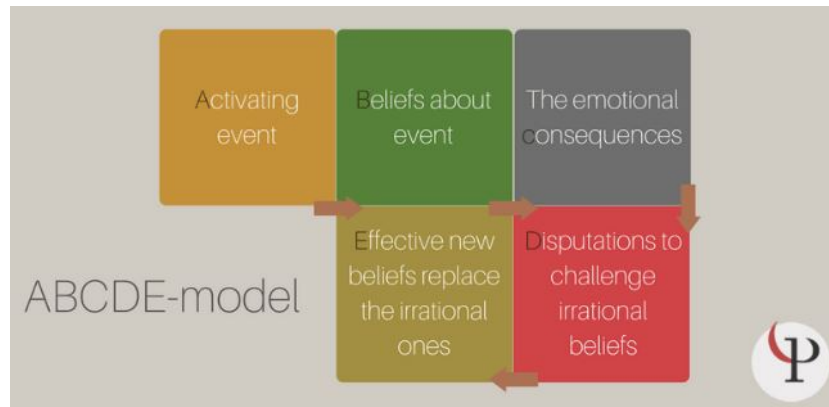 Activating
event
Beliefs about
event
The emotional
consequences
Effective new
beliefs replace
the irrational
ones
Disputations to
challenge
irrational
beliefs
ABCDE-model
P